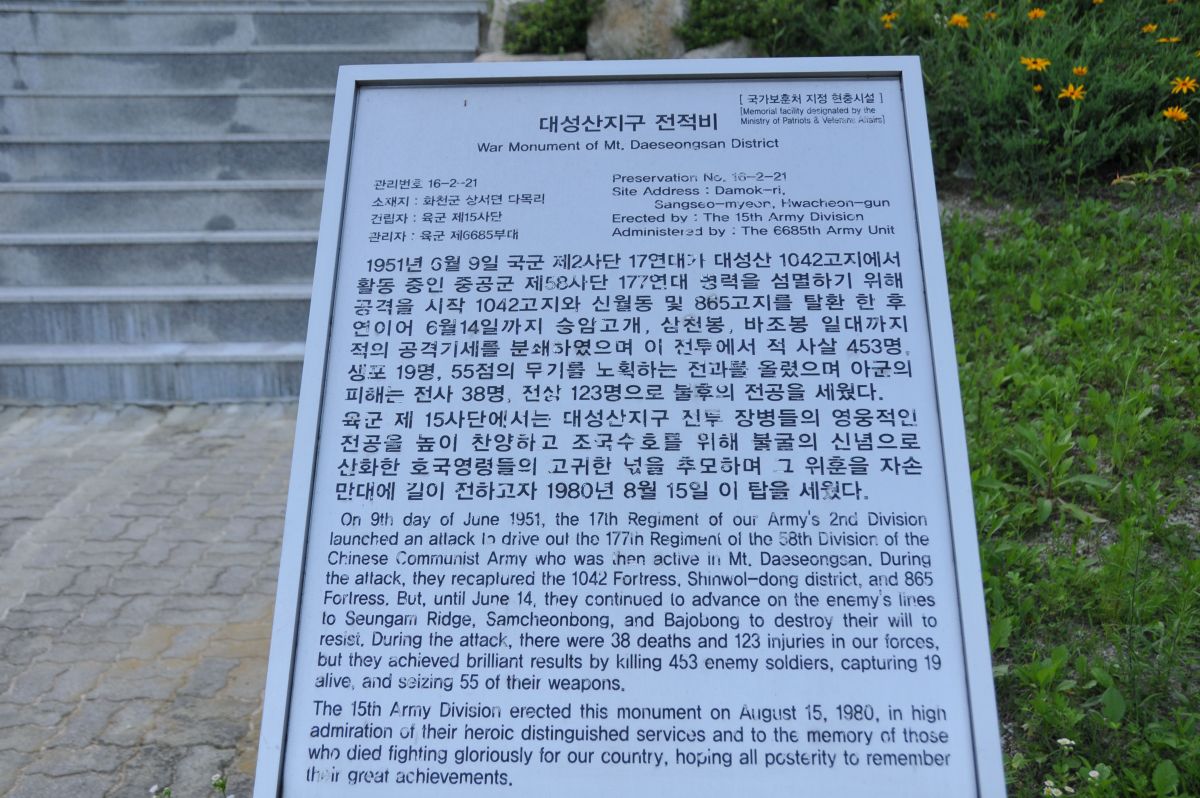 [ 국가보훈처 지정 현충시설 ]
[Memorial facility designated by the
Ministry of Patriots & Veterans Affairs]
대성산지구 전적비
War Monument of Mt. Daeseongsan District
관리번호 16-2-21
소재지 : 화천군 상서면 다목리
건립자 : 육군 제15사단
관리자 : 육군 제6685부대
Preservation No. 16-2-21
Site Address : Damok-ri,
Sangseo-myeon, Hwacheon-gun
Erected by : The 15th Army Division
Administered by : The 6685th Army Unit
1951년 6월 9일 국군 제2사단 17연대가 대성산 1042고지에서
활동 중인 중공군 제58사단 177연대 병력을 섬멸하기 위해
공격을 시작 1042고지와 신월동 및 865고지를 탈환 한 후
연이어 6월14일까지 승암고개, 삼천봉, 바조봉 일대까지
적의 공격기세를 분쇄하였으며 이 전투에서 적 사살 453명,
생포 19명, 55점의 무기를 노획하는 전과를 올렸으며 아군의
피해는 전사 38명, 전상 123명으로 불후의 전공을 세웠다.
육군 제 15사단에서는 대성산지구 전투 장병들의 영웅적인
전공을 높이 찬양하고 조국수호를 위해 불굴의 신념으로
산화한 호국영령들의 고귀한 넋을 추모하며 그 위훈을 자손
만대에 길이 전하고자 1980년 8월 15일 이 탑을 세웠다.
On 9th day of June 1951, the 17th Regiment of our Army's 2nd Division
launched an attack to drive out the 177th Regiment of the 58th Division of the
Chinese Communist Army who was then active in Mt. Daeseongsan. During
the attack, they recaptured the 1042 Fortress, Shinwol-dong district, and 865
Fortress. But, until June 14, they continued to advance on the enemy's lines
to Seungam Ridge, Samcheonbong, and Bajobong to destroy their will to
resist. During the attack, there were 38 deaths and 123 injuries in our forces,
but they achieved brilliant results by killing 453 enemy soldiers, capturing 19
alive, and seizing 55 of their weapons.
The 15th Army Division erected this monument on August 15, 1980, in high
admiration of their heroic distinguished services and to the memory of those
who died fighting gloriously for our country, hoping all posterity to remember
their great achievements.